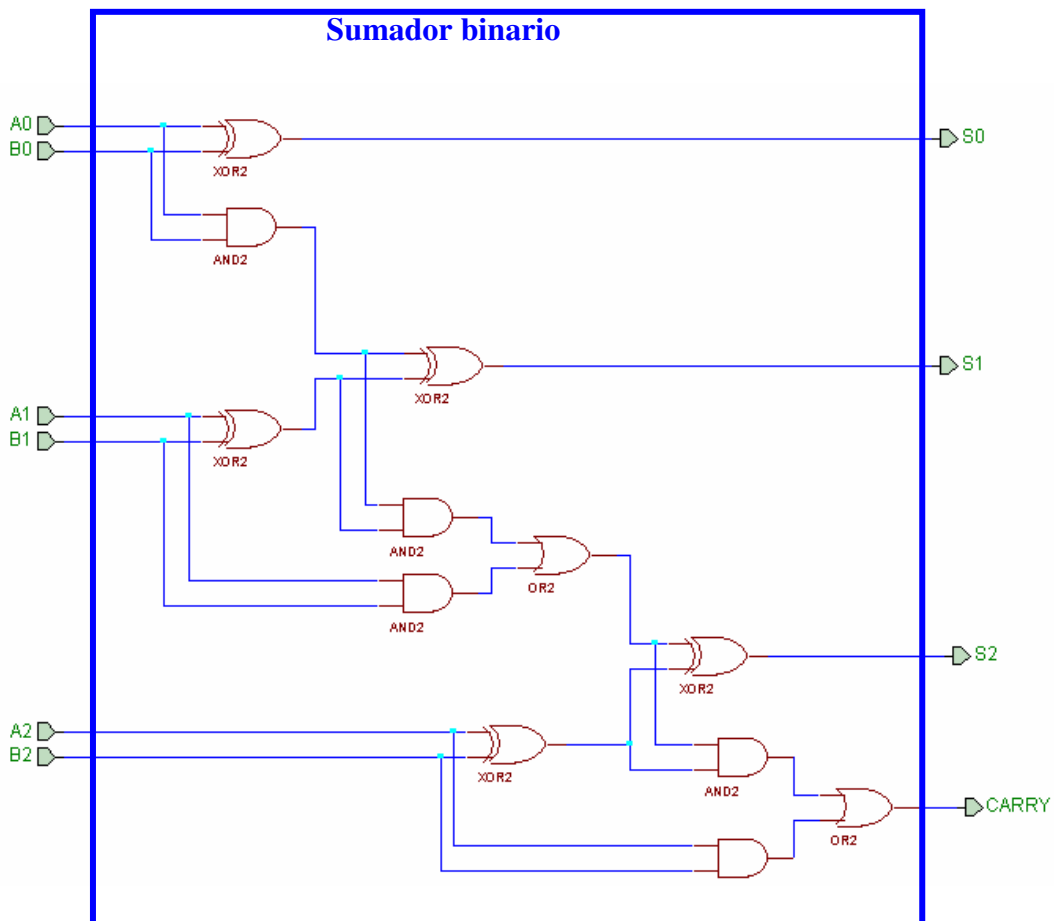 Sumador binario
A0
B0
XOR2
S0
AND2
XOR2
S1
A1
B1
XOR2
AND2
OR2
AND2
XOR2
S2
A2
B2
XOR2
AND2
OR2
CARRY